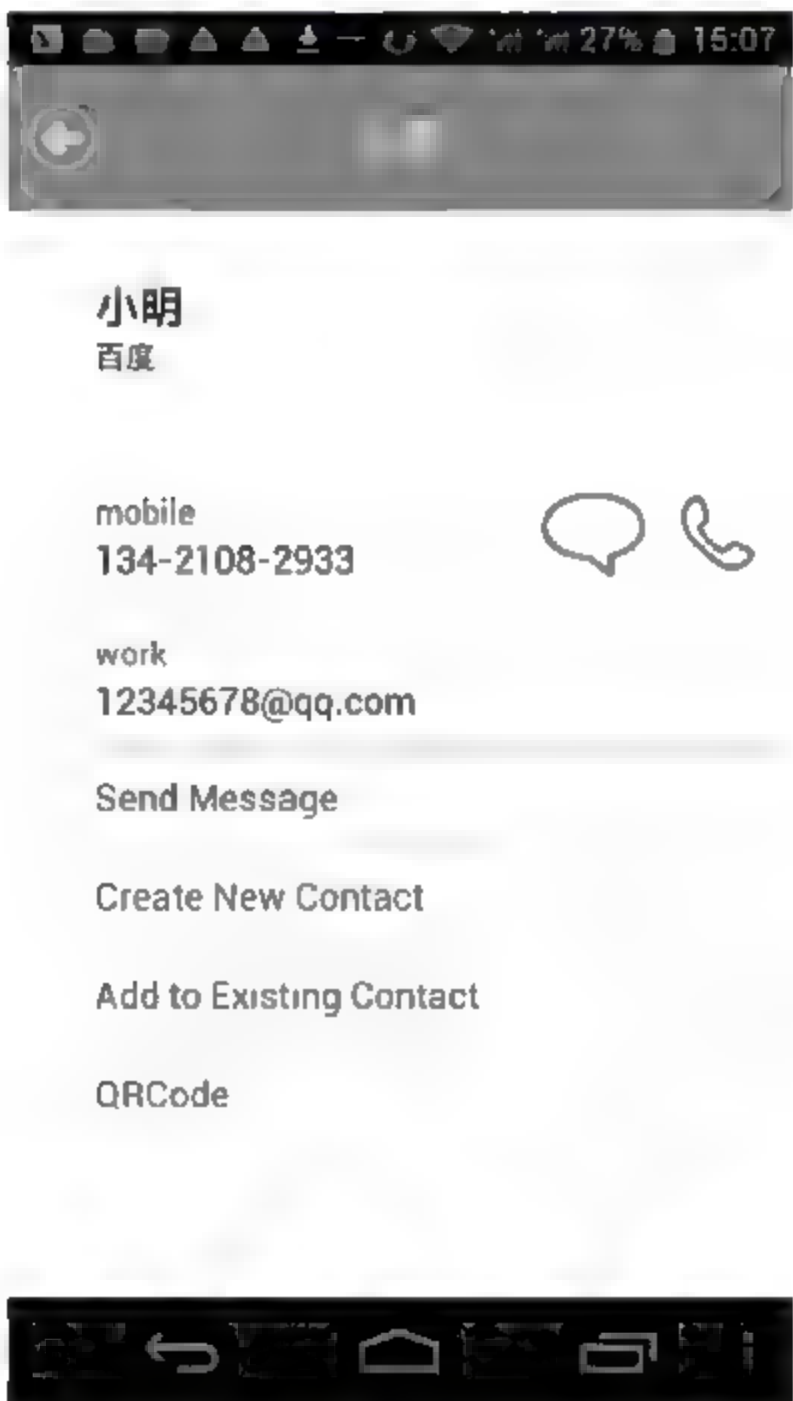 27% 15:07
小明
百度
mobile
134-2108-2933
work
12345678@qq.com
Send Message
Create New Contact
Add to Existing Contact
QRCode